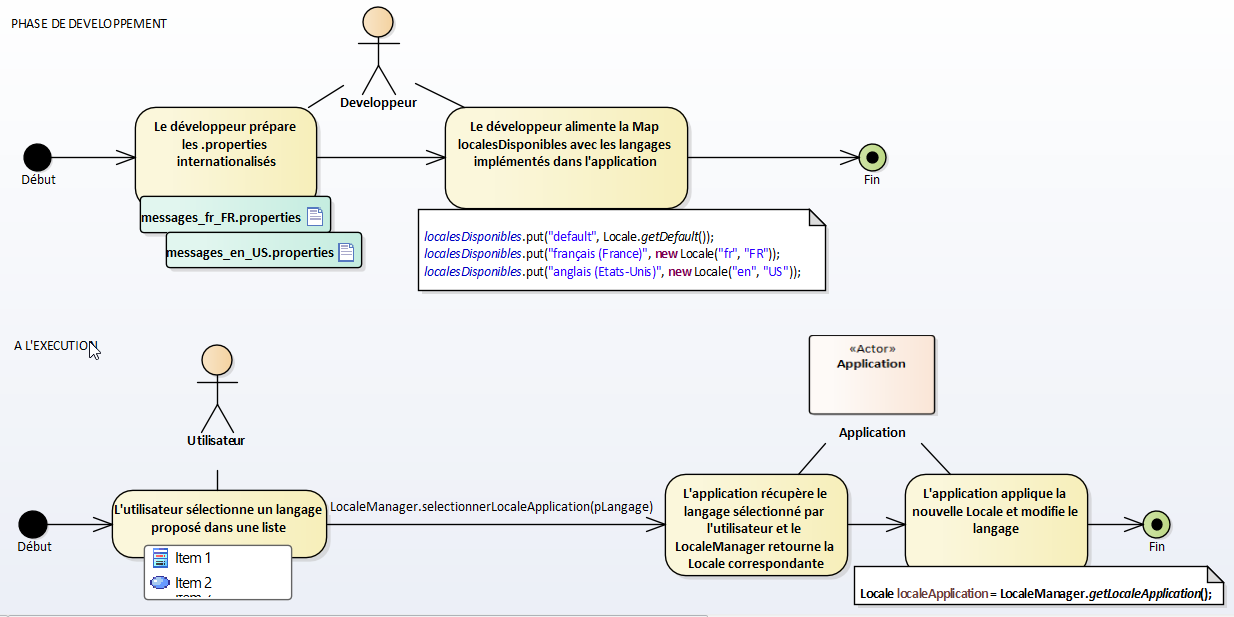 PHASE DE DEVELOPPEMENT
Developpeur
Début
Le développeur prépare
les .properties
internationalisés
messages_fr_FR.properties
messages_en_US.properties
Le développeur alimente la Map
localesDisponibles avec les langages
implémentés dans l'application
localesDisponibles.put("default", Locale.getDefault());
localesDisponibles.put("français (France)", new Locale("fr", "FR"));
localesDisponibles.put("anglais (Etats-Unis)", new Locale("en", "US"));
Fin
A L'EXECUTION
Utilisateur
«Actor»
Application
Application
Début
L'utilisateur sélectionne un langage
proposé dans une liste
Item 1
Item 2
LocaleManager.selectionnerLocaleApplication(pLangage)
L'application récupère le
langage sélectionné par
l'utilisateur et le
LocaleManager retourne la
Locale correspondante
L'application applique la
nouvelle Locale et modifie le
langage
Locale localeApplication = LocaleManager.getLocaleApplication();
Fin